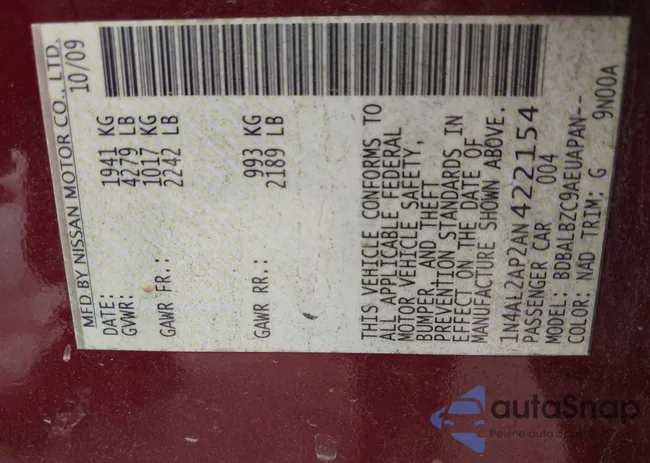 MFD BY NISSAN MOTOR CO., LTD.
DATE: 10/09
GVWR: 1941 KG
4279 LB
GAWR FR.: 1017 KG
2242 LB
GAWR RR.: 993 KG
2189 LB
THIS VEHICLE CONFORMS TO
ALL APPLICABLE FEDERAL
MOTOR VEHICLE SAFETY,
BUMPER, AND THEFT
PREVENTION STANDARDS IN
EFFECT ON THE DATE OF
MANUFACTURE SHOWN ABOVE.
1N4AL2AP2AN422154
PASSENGER CAR 004
MODEL: BDBALBZC9AEUAPAN--
COLOR: NAD TRIM: G 9N00A
autoSnap